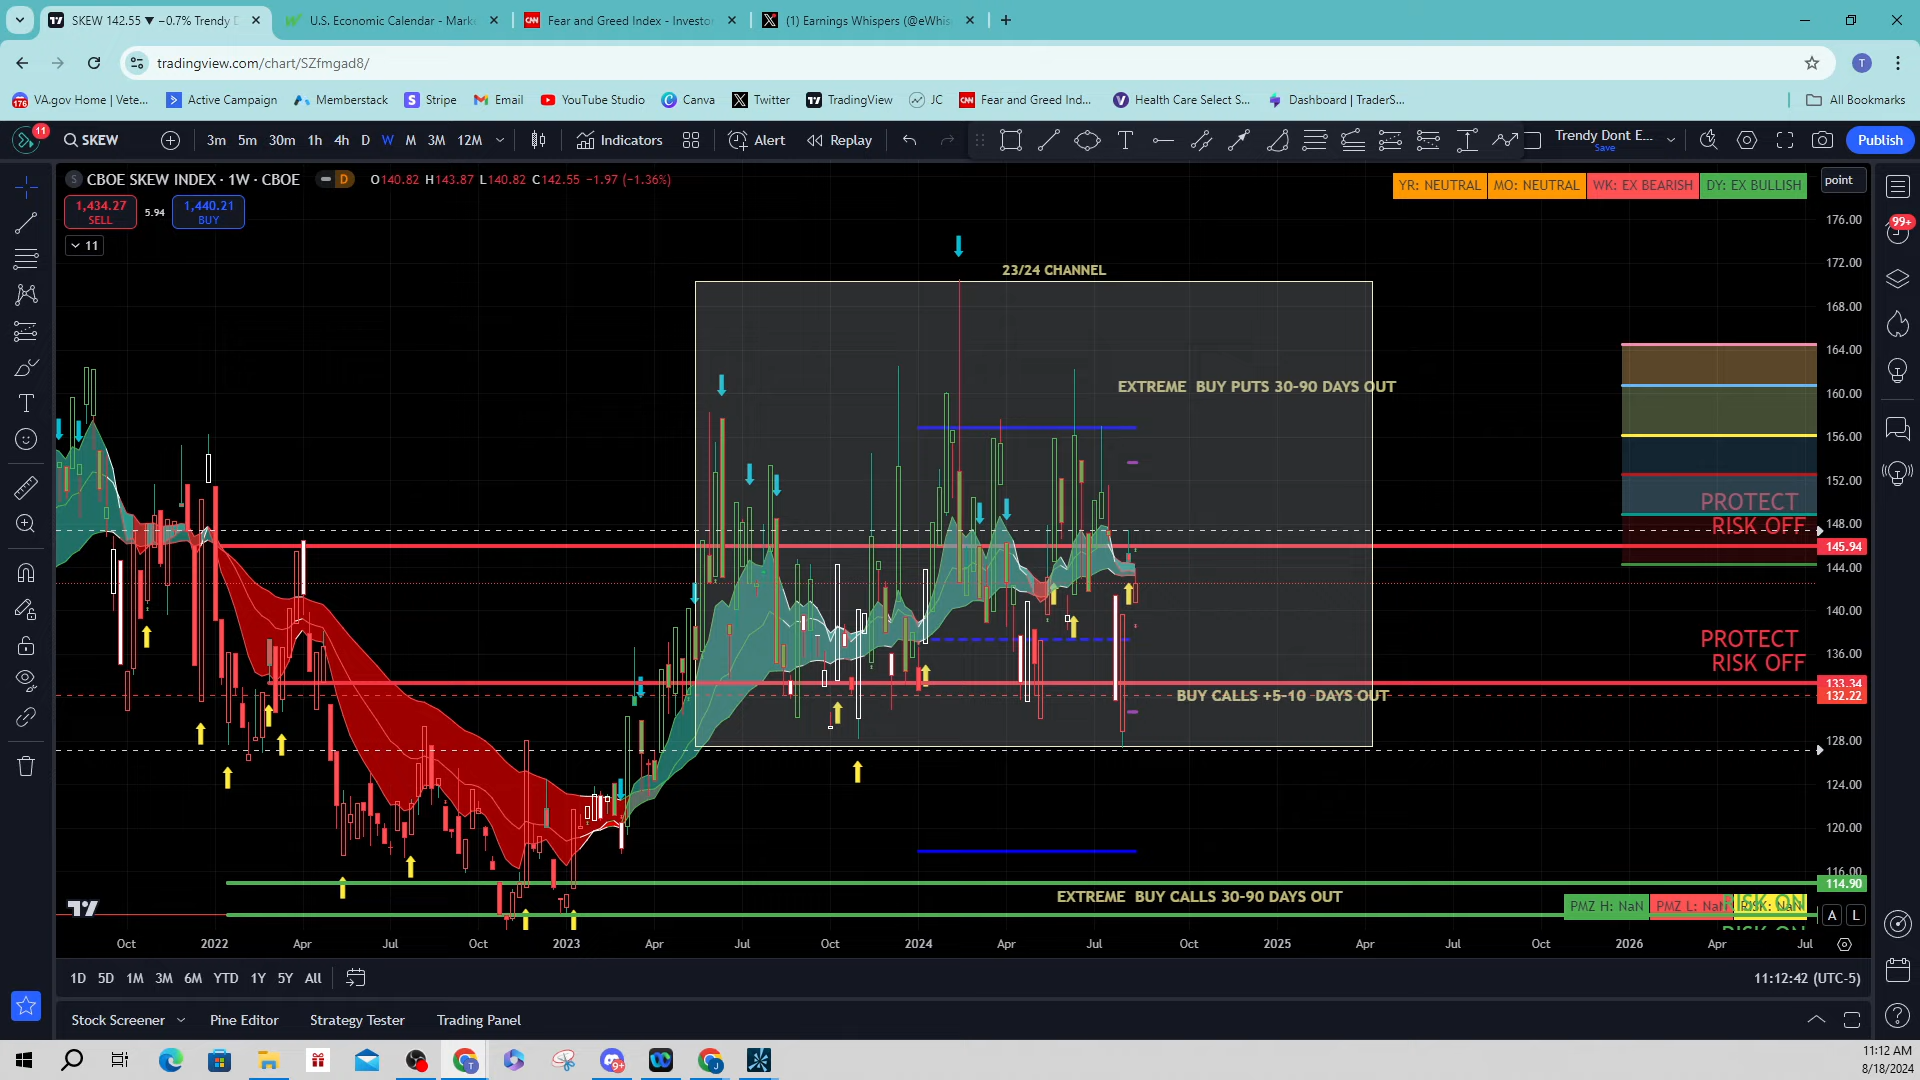 SKEW 142.55 ▼ −0.7% Trendy D
U.S. Economic Calendar - Mark
Fear and Greed Index - Investo
(1) Earnings Whispers (@eWhis
tradingview.com/chart/SZfmgad8/
VA.gov Home | Vete...
Active Campaign
Memberstack
Stripe
Email
YouTube Studio
Canva
Twitter
TradingView
JC
Fear and Greed Ind...
Health Care Select S...
Dashboard | TraderS...
All Bookmarks
11
SKEW
3m 5m 30m 1h 4h D W M 3M 12M
Indicators
Alert
Replay
Trendy Dont E...
Save
Publish
CBOE SKEW INDEX · 1W · CBOE
D
O140.82 H143.87 L140.82 C142.55 −1.97 (−1.36%)
YR: NEUTRAL
MO: NEUTRAL
WK: EX BEARISH
DY: EX BULLISH
point
1,434.27
SELL
5.94
1,440.21
BUY
11
99+
23/24 CHANNEL
EXTREME BUY PUTS 30-90 DAYS OUT
PROTECT
RISK OFF
PROTECT
RISK OFF
BUY CALLS +5-10 DAYS OUT
EXTREME BUY CALLS 30-90 DAYS OUT
PMZ H: NaN
PMZ L: NaN
RISK: NaN
RISK ON
176.00
172.00
168.00
164.00
160.00
156.00
152.00
148.00
145.94
144.00
140.00
136.00
133.34
132.22
128.00
124.00
120.00
116.00
114.90
A L
Oct 2022 Apr Jul Oct 2023 Apr Jul Oct 2024 Apr Jul Oct 2025 Apr Jul Oct 2026 Apr Jul
1D 5D 1M 3M 6M YTD 1Y 5Y All
11:12:42 (UTC-5)
Stock Screener
Pine Editor
Strategy Tester
Trading Panel
9+
11:12 AM
8/18/2024